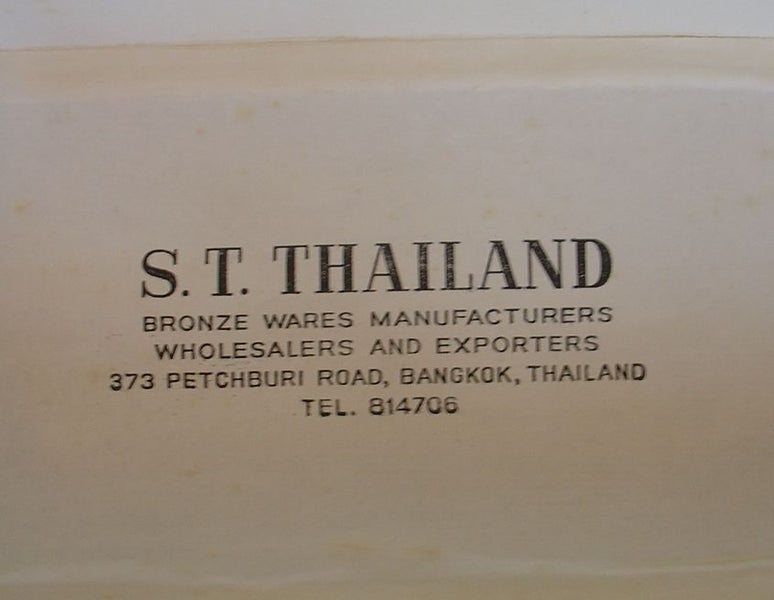 S. T. THAILAND
BRONZE WARES MANUFACTURERS
WHOLESALERS AND EXPORTERS
373 PETCHBURI ROAD, BANGKOK, THAILAND
TEL. 814706